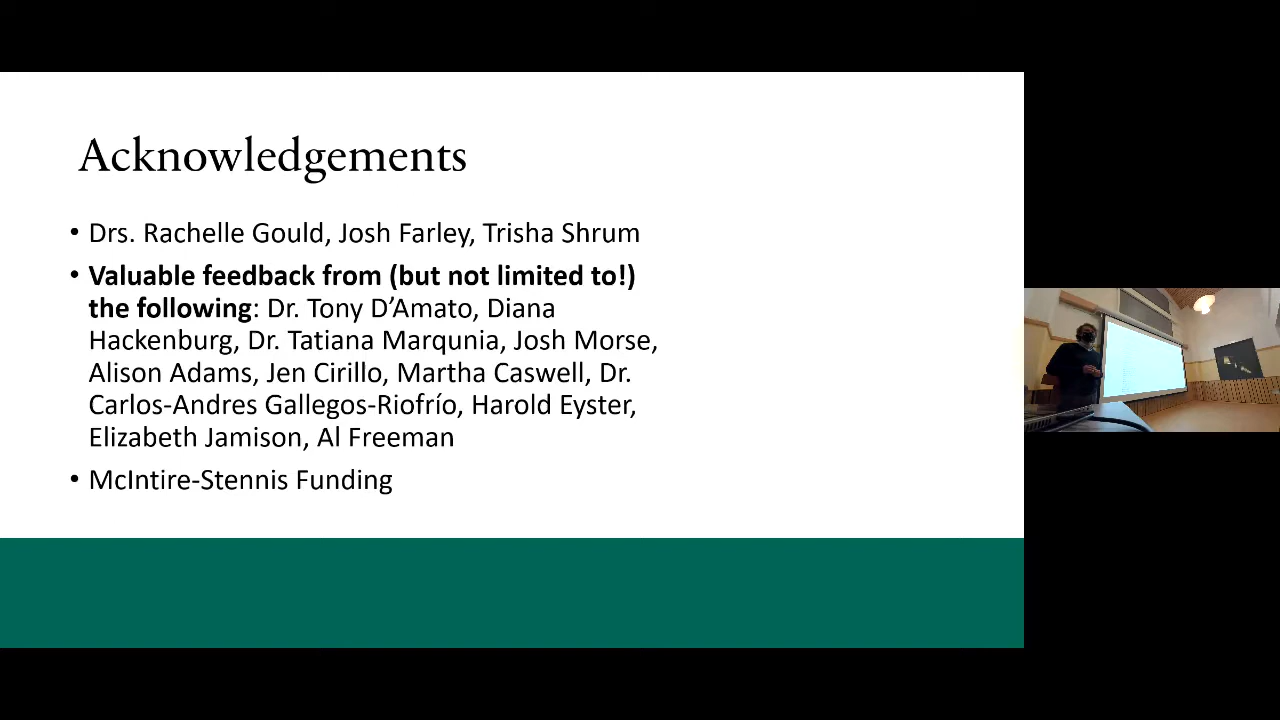 Acknowledgements
• Drs. Rachelle Gould, Josh Farley, Trisha Shrum
• Valuable feedback from (but not limited to!)
the following: Dr. Tony D’Amato, Diana
Hackenburg, Dr. Tatiana Marqunia, Josh Morse,
Alison Adams, Jen Cirillo, Martha Caswell, Dr.
Carlos-Andres Gallegos-Riofrío, Harold Eyster,
Elizabeth Jamison, Al Freeman
• McIntire-Stennis Funding